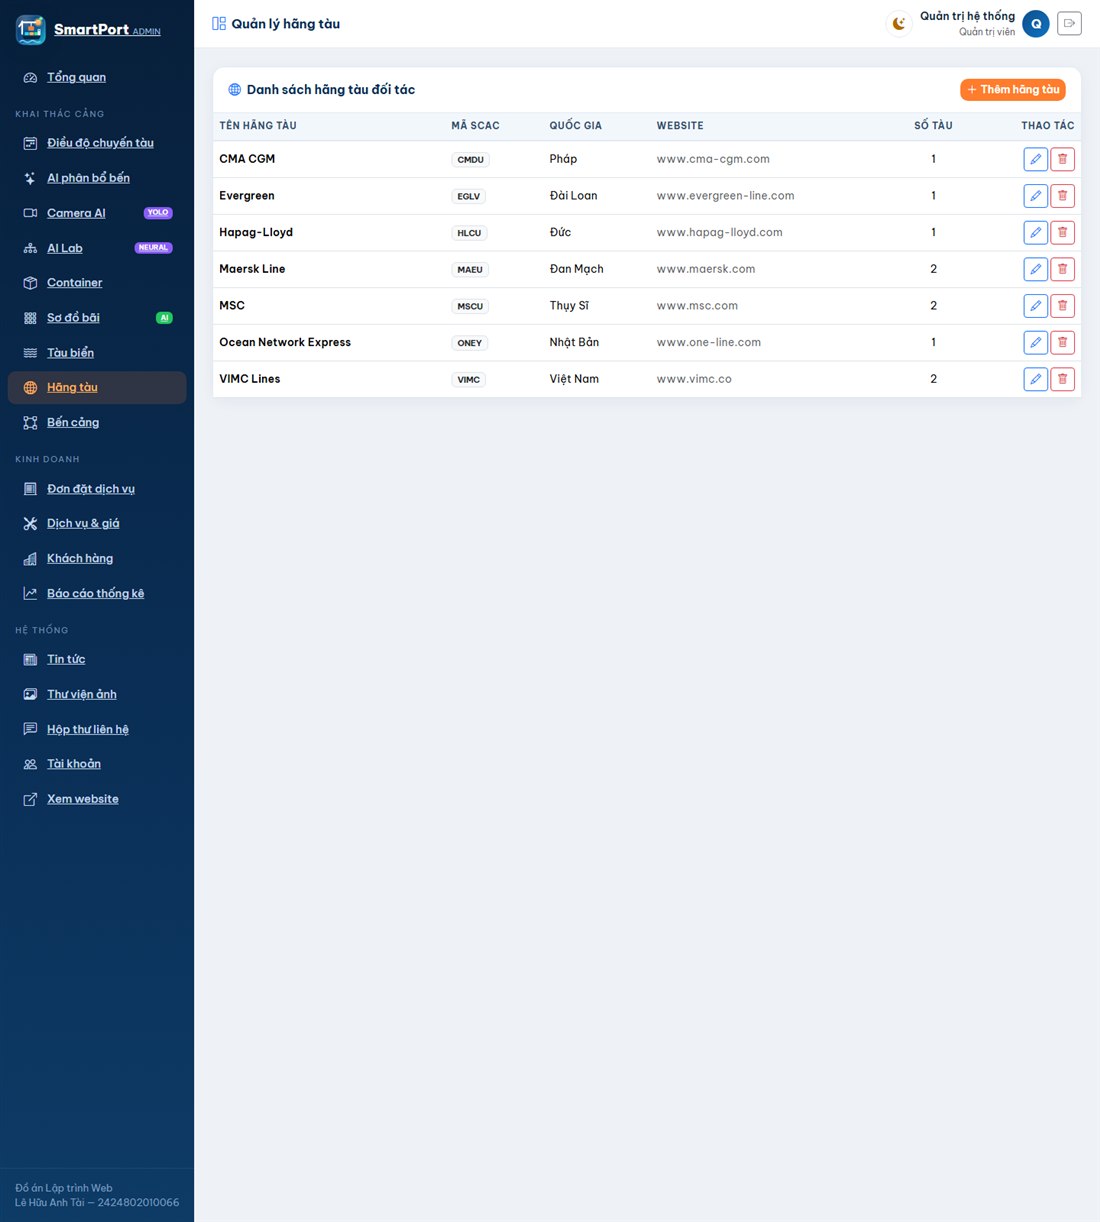 SmartPort ADMIN
Tổng quan
KHAI THÁC CẢNG
Điều độ chuyến tàu
AI phân bổ bến
Camera AI YOLO
AI Lab NEURAL
Container
Sơ đồ bãi AI
Tàu biển
Hãng tàu
Bến cảng
KINH DOANH
Đơn đặt dịch vụ
Dịch vụ & giá
Khách hàng
Báo cáo thống kê
HỆ THỐNG
Tin tức
Thư viện ảnh
Hộp thư liên hệ
Tài khoản
Xem website
Đồ án Lập trình Web
Lê Hữu Anh Tài — 2424802010066
Quản lý hãng tàu
Quản trị hệ thống
Quản trị viên
Q
Danh sách hãng tàu đối tác
+ Thêm hãng tàu
TÊN HÃNG TÀU MÃ SCAC QUỐC GIA WEBSITE SỐ TÀU THAO TÁC
CMA CGM CMDU Pháp www.cma-cgm.com 1
Evergreen EGLV Đài Loan www.evergreen-line.com 1
Hapag-Lloyd HLCU Đức www.hapag-lloyd.com 1
Maersk Line MAEU Đan Mạch www.maersk.com 2
MSC MSCU Thụy Sĩ www.msc.com 2
Ocean Network Express ONEY Nhật Bản www.one-line.com 1
VIMC Lines VIMC Việt Nam www.vimc.co 2